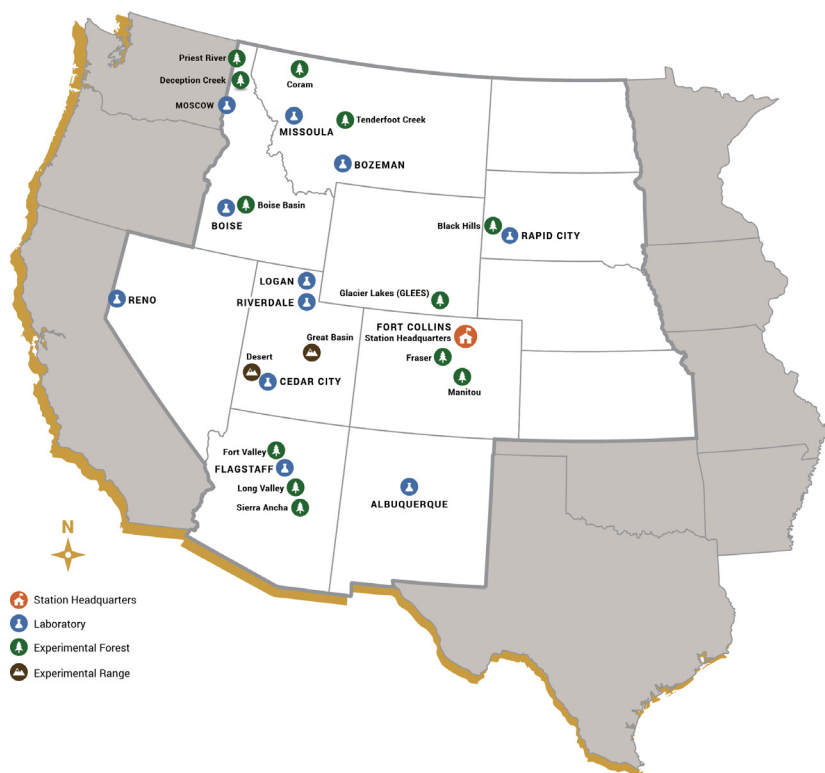 Priest River
Deception Creek
MOSCOW
Coram
MISSOULA
Tenderfoot Creek
BOZEMAN
Boise Basin
BOISE
Black Hills
RAPID CITY
LOGAN
RIVERDALE
RENO
Glacier Lakes (GLEES)
FORT COLLINS
Station Headquarters
Great Basin
Fraser
Desert
CEDAR CITY
Manitou
Fort Valley
FLAGSTAFF
Long Valley
Sierra Ancha
ALBUQUERQUE
N
Station Headquarters
Laboratory
Experimental Forest
Experimental Range